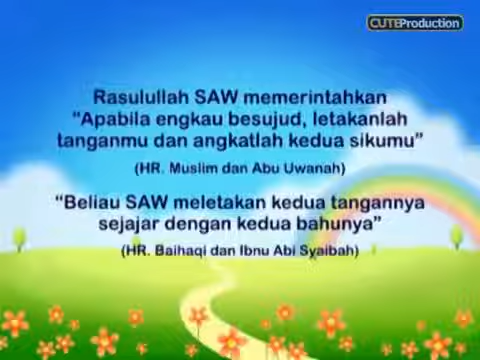 CUTEProduction
Rasulullah SAW memerintahkan
"Apabila engkau besujud, letakanlah
tanganmu dan angkatlah kedua sikumu"
(HR. Muslim dan Abu Uwanah)
"Beliau SAW meletakan kedua tangannya
sejajar dengan kedua bahunya"
(HR. Baihaqi dan Ibnu Abi Syaibah)